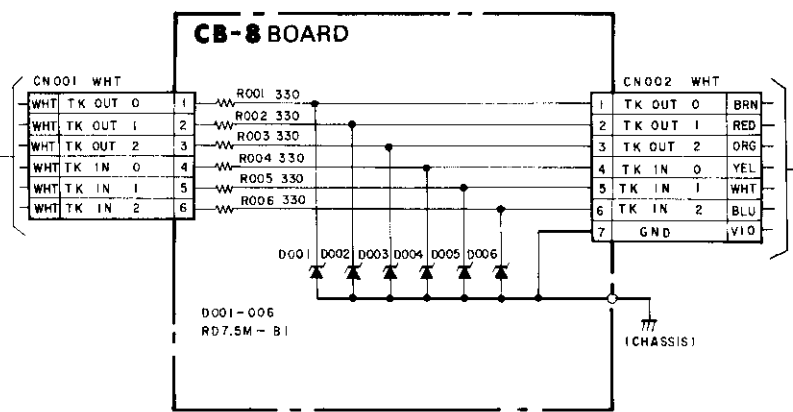 CB-8 BOARD
CN001 WHT
WHT TK OUT 0 1
WHT TK OUT 1 2
WHT TK OUT 2 3
WHT TK IN 0 4
WHT TK IN 1 5
WHT TK IN 2 6
R001 330
R002 330
R003 330
R004 330
R005 330
R006 330
CN002 WHT
1 TK OUT 0 BRN
2 TK OUT 1 RED
3 TK OUT 2 ORG
4 TK IN 0 YEL
5 TK IN 1 WHT
6 TK IN 2 BLU
7 GND VIO
D001 D002 D003 D004 D005 D006
D001-006
RD7.5M-B1
(CHASSIS)